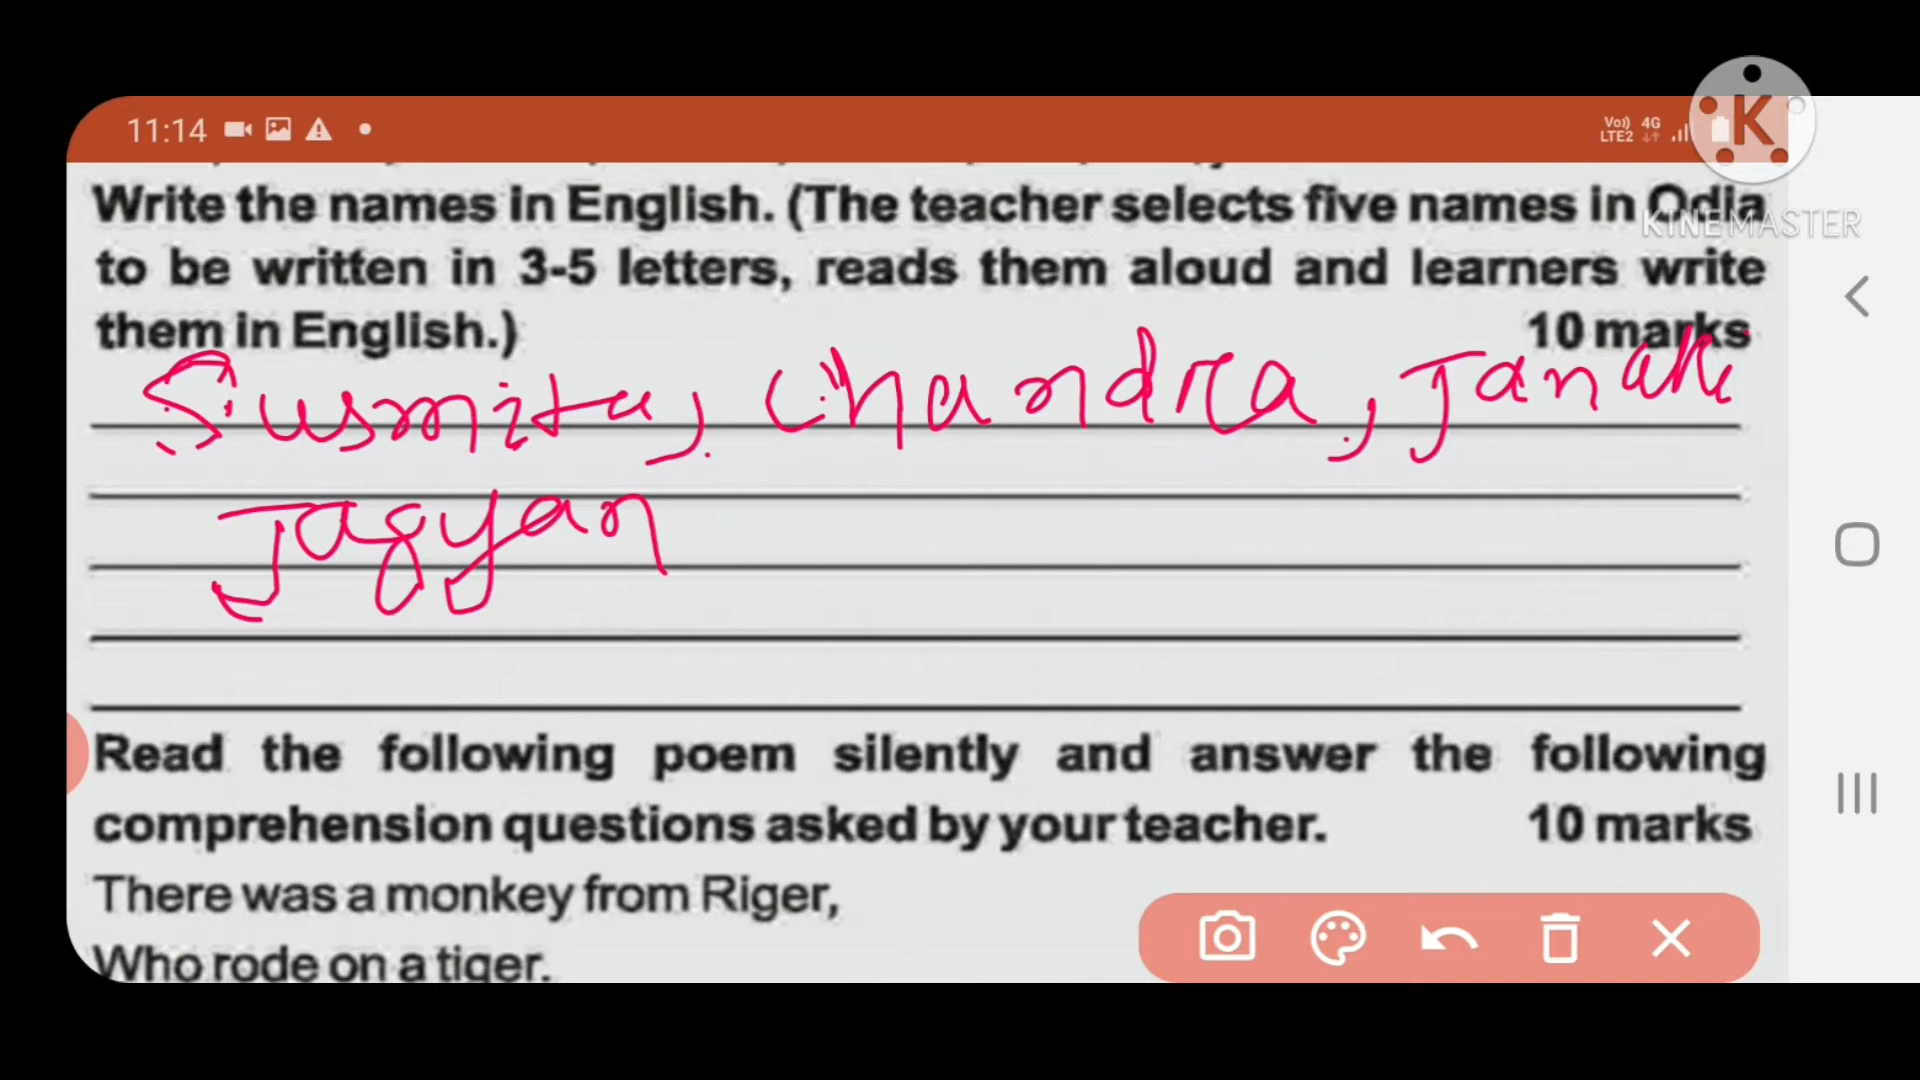 11:14
Vo)) 4G
LTE2
K
KINEMASTER
Write the names in English. (The teacher selects five names in Odia
to be written in 3-5 letters, reads them aloud and learners write
them in English.) 10 marks
Susmita, Chandra, Janaki
Jagyan
Read the following poem silently and answer the following
comprehension questions asked by your teacher. 10 marks
There was a monkey from Riger,
Who rode on a tiger.